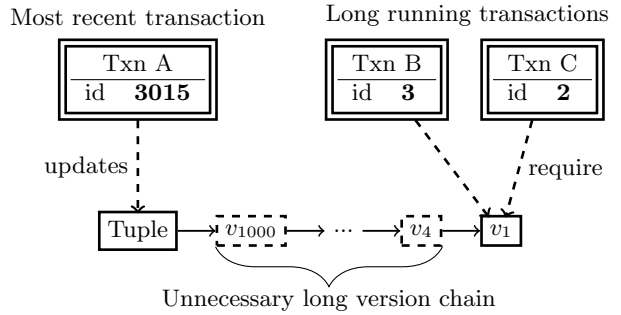 Most recent transaction
Long running transactions
Txn A
id 3015
Txn B
id 3
Txn C
id 2
updates
require
Tuple
v1000
...
v4
v1
Unnecessary long version chain